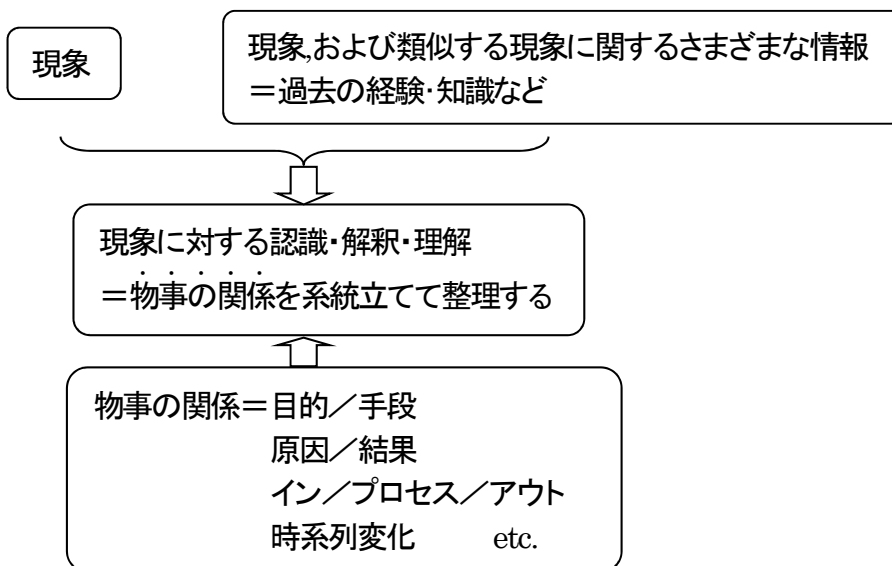 現象
現象,および類似する現象に関するさまざまな情報
＝過去の経験・知識など
現象に対する認識・解釈・理解
＝物事の関係を系統立てて整理する
物事の関係＝目的／手段
原因／結果
イン／プロセス／アウト
時系列変化 etc.